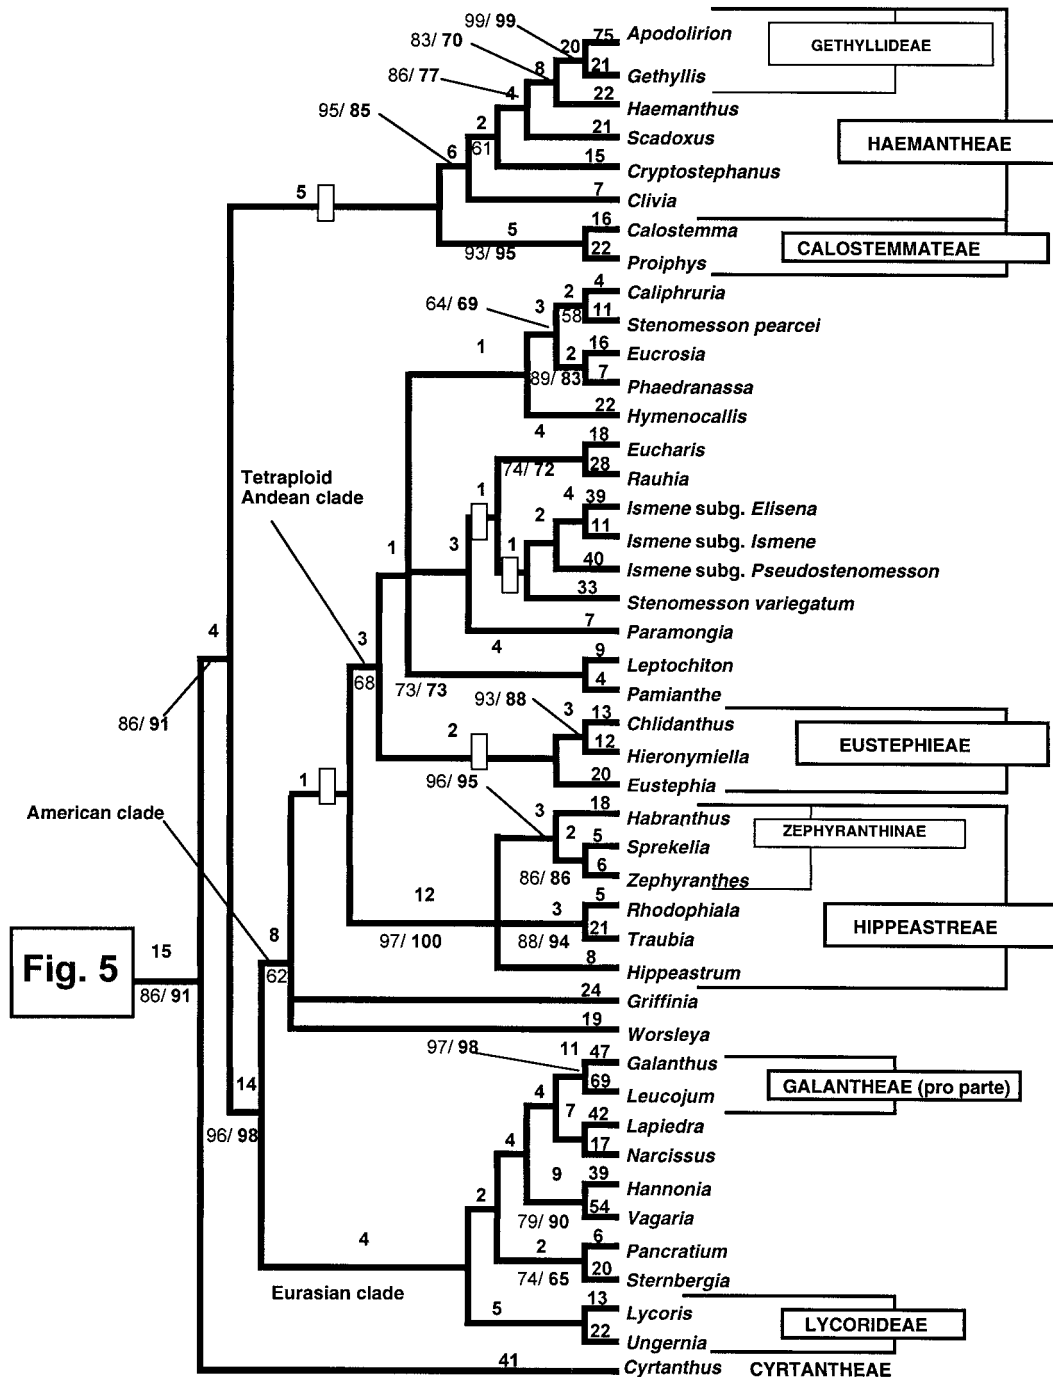 99/ 99
20 75 Apodolirion
83/ 70
GETHYLLIDEAE
8 21 Gethyllis
86/ 77
4 22 Haemanthus
95/ 85
2 21 Scadoxus
HAEMANTHEAE
61
6 15 Cryptostephanus
5 7 Clivia
5 16 Calostemma
93/ 95 22 Proiphys
CALOSTEMMATEAE
2 4 Caliphruria
64/ 69 3
58 11 Stenomesson pearcei
1 2 16 Eucrosia
89/ 83 7 Phaedranassa
22 Hymenocallis
4 18 Eucharis
74/ 72 28 Rauhia
Tetraploid
Andean clade
1 4 39 Ismene subg. Elisena
2 11 Ismene subg. Ismene
1 3 1 40 Ismene subg. Pseudostenomesson
33 Stenomesson variegatum
4 7 Paramongia
3 4 9 Leptochiton
68 73/ 73 4 Pamianthe
86/ 91
93/ 88 3 13 Chlidanthus
2 12 Hieronymiella
EUSTEPHIEAE
96/ 95 20 Eustephia
1
American clade
3 18 Habranthus
ZEPHYRANTHINAE
2 5 Sprekelia
86/ 86 6 Zephyranthes
12 3 5 Rhodophiala
97/ 100 88/ 94 21 Traubia
HIPPEASTREAE
8 Hippeastrum
Fig. 5
15
86/ 91
8
62
24 Griffinia
19 Worsleya
97/ 98 11 47 Galanthus
GALANTHEAE (pro parte)
14 4 69 Leucojum
96/ 98 7 42 Lapiedra
4 17 Narcissus
9 39 Hannonia
2 79/ 90 54 Vagaria
4 2 6 Pancratium
74/ 65 20 Sternbergia
Eurasian clade
5 13 Lycoris
LYCORIDEAE
22 Ungernia
41 Cyrtanthus CYRTANTHEAE